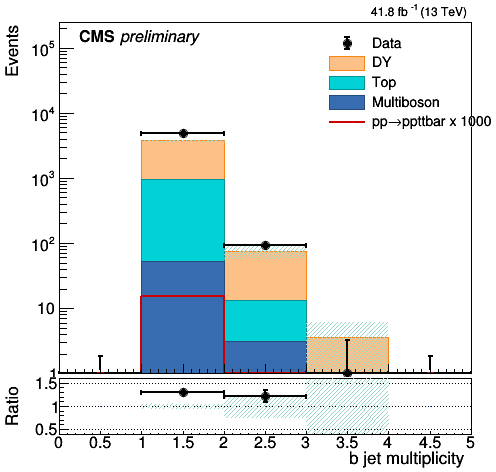 41.8 fb⁻¹ (13 TeV)
CMS preliminary
Events
10⁵
10⁴
10³
10²
10
1
Data
DY
Top
Multiboson
pp→ppttbar x 1000
Ratio
1.5
1
0.5
0 0.5 1 1.5 2 2.5 3 3.5 4 4.5 5
b jet multiplicity